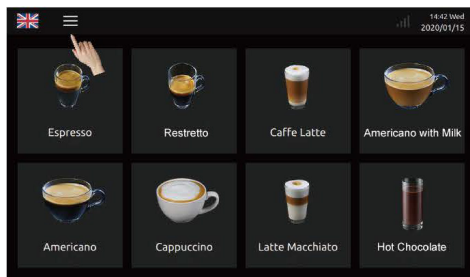 14:42 Wed
2020/01/15
Espresso
Restretto
Caffe Latte
Americano with Milk
Americano
Cappuccino
Latte Macchiato
Hot Chocolate